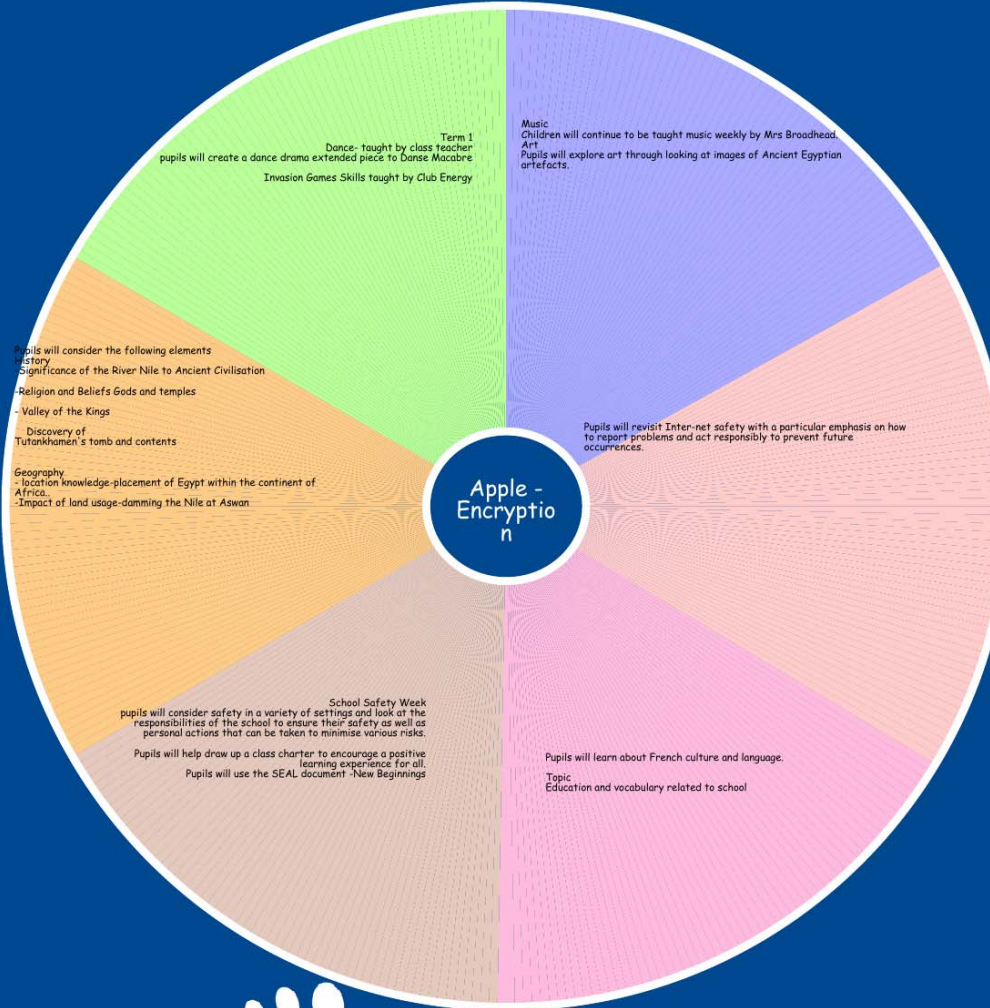 Term 1
Dance- taught by class teacher
pupils will create a dance drama extended piece to Danse Macabre
Invasion Games Skills taught by Club Energy
Music
Children will continue to be taught music weekly by Mrs Broadhead.
Art
Pupils will explore art through looking at images of Ancient Egyptian
artefacts.
Pupils will consider the following elements
History
-Significance of the River Nile to Ancient Civilisation
-Religion and Beliefs Gods and temples
- Valley of the Kings
Discovery of
Tutankhamen's tomb and contents
Geography
- location knowledge-placement of Egypt within the continent of
Africa..
-Impact of land usage-damming the Nile at Aswan
Pupils will revisit Inter-net safety with a particular emphasis on how
to report problems and act responsibly to prevent future
occurrences.
Apple -
Encryptio
n
School Safety Week
pupils will consider safety in a variety of settings and look at the
responsibilities of the school to ensure their safety as well as
personal actions that can be taken to minimise various risks.
Pupils will help draw up a class charter to encourage a positive
learning experience for all.
Pupils will use the SEAL document -New Beginnings
Pupils will learn about French culture and language.
Topic
Education and vocabulary related to school